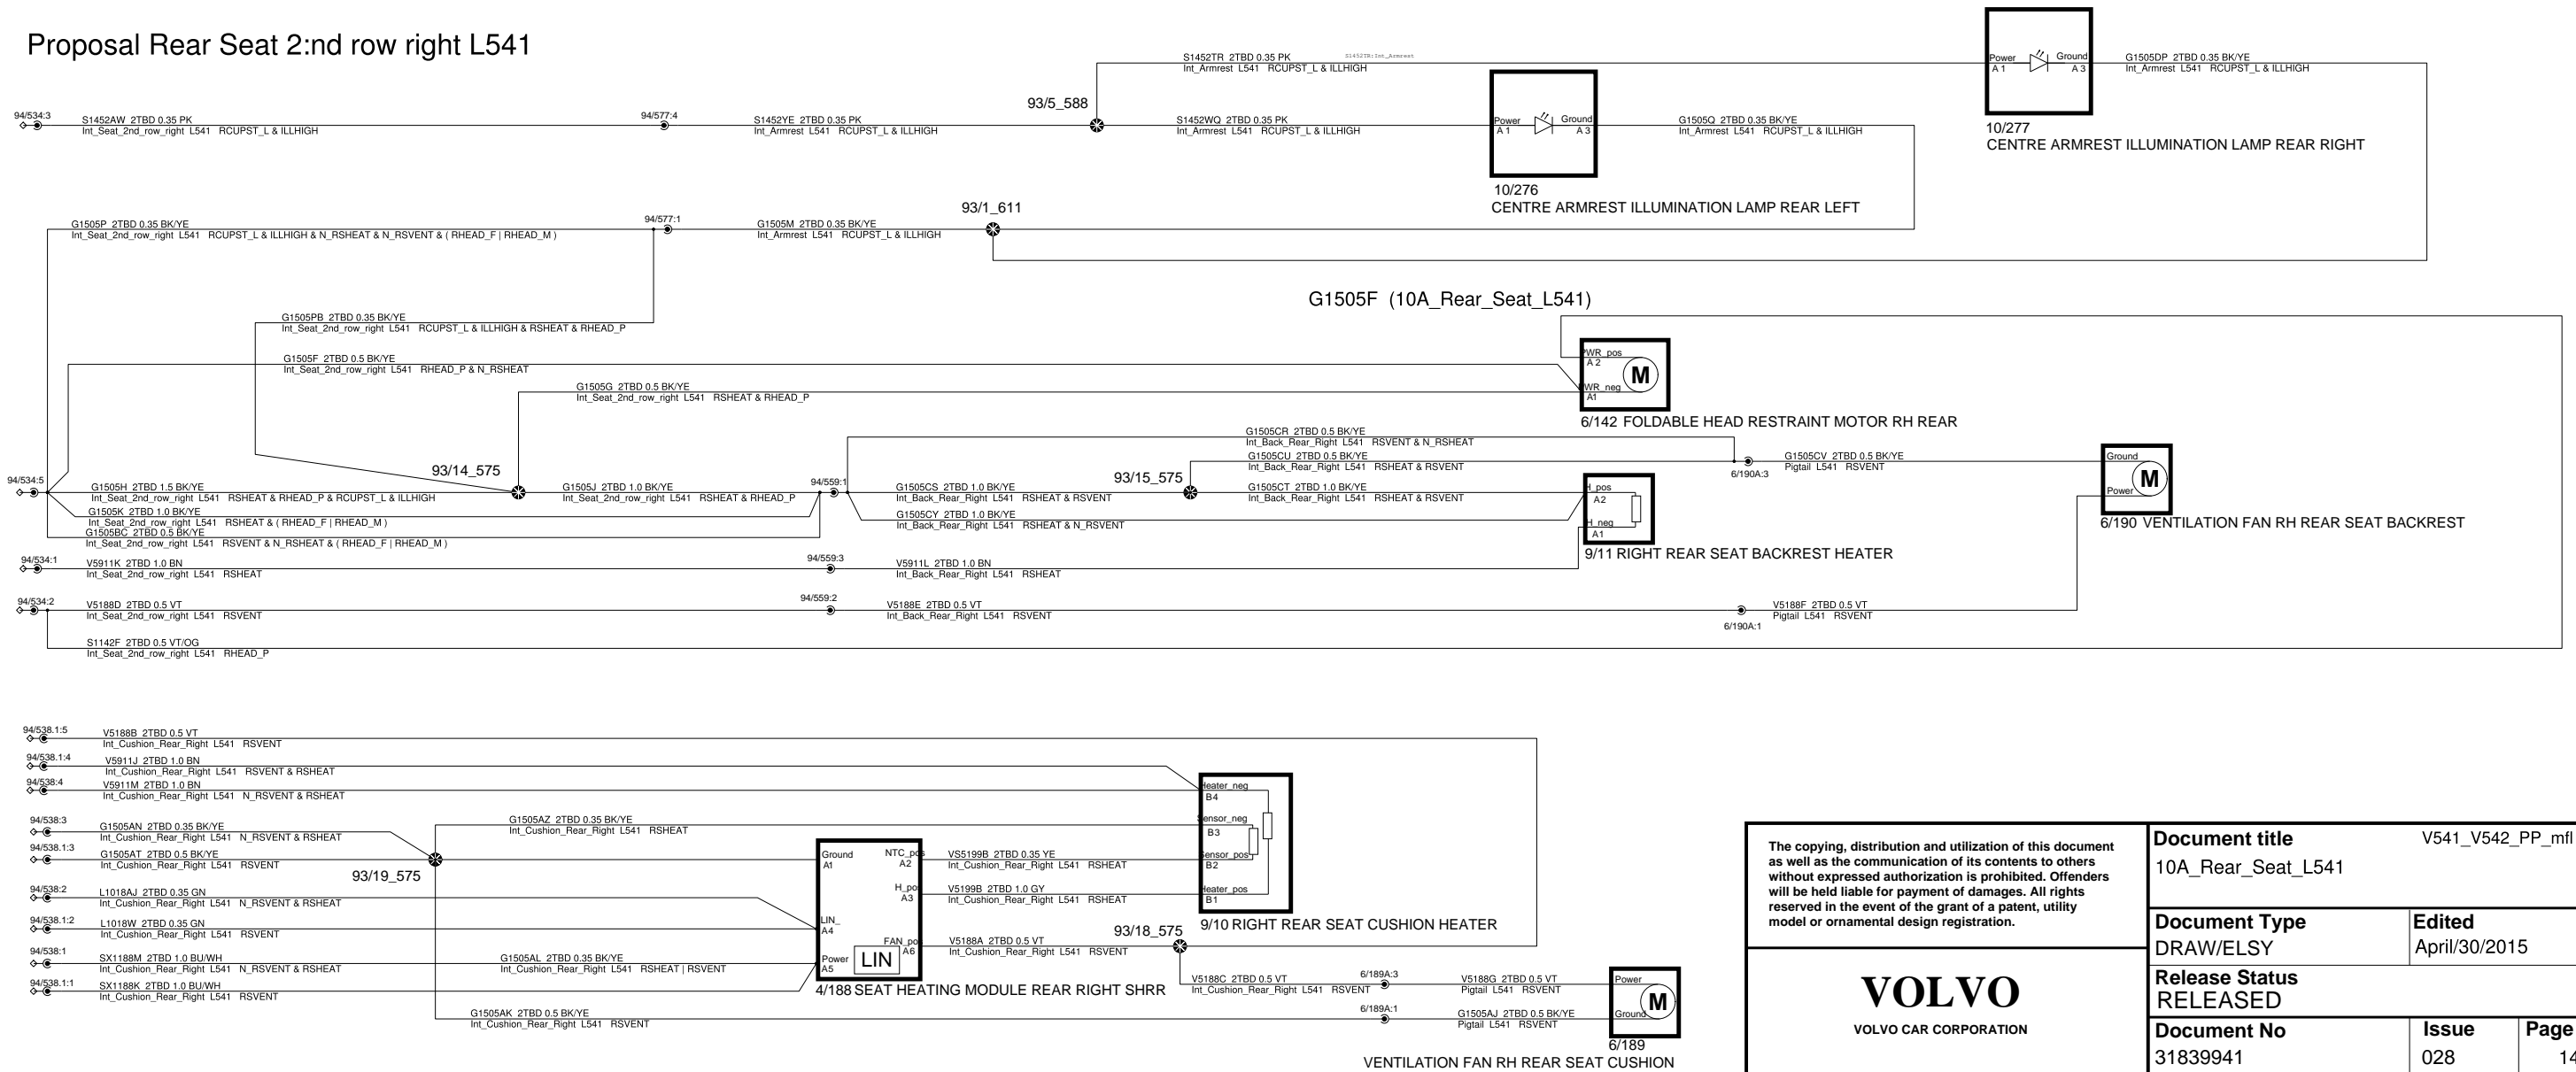 Proposal Rear Seat 2:nd row right L541
S1452TR 2TBD 0.35 PK
S1452TR:Int_Armrest
Int_Armrest L541 RCUPST_L & ILLHIGH
Power
A 1
Ground
A 3
G1505DP 2TBD 0.35 BK/YE
Int_Armrest L541 RCUPST_L & ILLHIGH
10/277
CENTRE ARMREST ILLUMINATION LAMP REAR RIGHT
94/534:3
S1452AW 2TBD 0.35 PK
Int_Seat_2nd_row_right L541 RCUPST_L & ILLHIGH
94/577:4
S1452YE 2TBD 0.35 PK
Int_Armrest L541 RCUPST_L & ILLHIGH
93/5_588
S1452WQ 2TBD 0.35 PK
Int_Armrest L541 RCUPST_L & ILLHIGH
Power
A 1
Ground
A 3
G1505Q 2TBD 0.35 BK/YE
Int_Armrest L541 RCUPST_L & ILLHIGH
10/276
CENTRE ARMREST ILLUMINATION LAMP REAR LEFT
G1505P 2TBD 0.35 BK/YE
Int_Seat_2nd_row_right L541 RCUPST_L & ILLHIGH & N_RSHEAT & N_RSVENT & ( RHEAD_F | RHEAD_M )
94/577:1
G1505M 2TBD 0.35 BK/YE
Int_Armrest L541 RCUPST_L & ILLHIGH
93/1_611
G1505F (10A_Rear_Seat_L541)
G1505PB 2TBD 0.35 BK/YE
Int_Seat_2nd_row_right L541 RCUPST_L & ILLHIGH & RSHEAT & RHEAD_P
G1505F 2TBD 0.5 BK/YE
Int_Seat_2nd_row_right L541 RHEAD_P & N_RSHEAT
G1505G 2TBD 0.5 BK/YE
Int_Seat_2nd_row_right L541 RSHEAT & RHEAD_P
PWR_pos
A 2
M
PWR_neg
A1
6/142 FOLDABLE HEAD RESTRAINT MOTOR RH REAR
G1505CR 2TBD 0.5 BK/YE
Int_Back_Rear_Right L541 RSVENT & N_RSHEAT
G1505CU 2TBD 0.5 BK/YE
Int_Back_Rear_Right L541 RSHEAT & RSVENT
6/190A:3
G1505CV 2TBD 0.5 BK/YE
Pigtail L541 RSVENT
Ground
M
Power
6/190 VENTILATION FAN RH REAR SEAT BACKREST
94/534:5
G1505H 2TBD 1.5 BK/YE
Int_Seat_2nd_row_right L541 RSHEAT & RHEAD_P & RCUPST_L & ILLHIGH
93/14_575
G1505J 2TBD 1.0 BK/YE
Int_Seat_2nd_row_right L541 RSHEAT & RHEAD_P
94/559:1
G1505CS 2TBD 1.0 BK/YE
Int_Back_Rear_Right L541 RSHEAT & RSVENT
93/15_575
G1505CT 2TBD 1.0 BK/YE
Int_Back_Rear_Right L541 RSHEAT & RSVENT
H_pos
A2
H_neg
A1
9/11 RIGHT REAR SEAT BACKREST HEATER
G1505K 2TBD 1.0 BK/YE
Int_Seat_2nd_row_right L541 RSHEAT & ( RHEAD_F | RHEAD_M )
G1505CY 2TBD 1.0 BK/YE
Int_Back_Rear_Right L541 RSHEAT & N_RSVENT
G1505BC 2TBD 0.5 BK/YE
Int_Seat_2nd_row_right L541 RSVENT & N_RSHEAT & ( RHEAD_F | RHEAD_M )
94/534:1
V5911K 2TBD 1.0 BN
Int_Seat_2nd_row_right L541 RSHEAT
94/559:3
V5911L 2TBD 1.0 BN
Int_Back_Rear_Right L541 RSHEAT
94/534:2
V5188D 2TBD 0.5 VT
Int_Seat_2nd_row_right L541 RSVENT
94/559:2
V5188E 2TBD 0.5 VT
Int_Back_Rear_Right L541 RSVENT
6/190A:1
V5188F 2TBD 0.5 VT
Pigtail L541 RSVENT
S1142F 2TBD 0.5 VT/OG
Int_Seat_2nd_row_right L541 RHEAD_P
94/538.1:5
V5188B 2TBD 0.5 VT
Int_Cushion_Rear_Right L541 RSVENT
94/538.1:4
V5911J 2TBD 1.0 BN
Int_Cushion_Rear_Right L541 RSVENT & RSHEAT
94/538:4
V5911M 2TBD 1.0 BN
Int_Cushion_Rear_Right L541 N_RSVENT & RSHEAT
94/538:3
G1505AN 2TBD 0.35 BK/YE
Int_Cushion_Rear_Right L541 N_RSVENT & RSHEAT
94/538.1:3
G1505AT 2TBD 0.5 BK/YE
Int_Cushion_Rear_Right L541 RSVENT
93/19_575
G1505AZ 2TBD 0.35 BK/YE
Int_Cushion_Rear_Right L541 RSHEAT
94/538:2
L1018AJ 2TBD 0.35 GN
Int_Cushion_Rear_Right L541 N_RSVENT & RSHEAT
94/538.1:2
L1018W 2TBD 0.35 GN
Int_Cushion_Rear_Right L541 RSVENT
94/538:1
SX1188M 2TBD 1.0 BU/WH
Int_Cushion_Rear_Right L541 N_RSVENT & RSHEAT
G1505AL 2TBD 0.35 BK/YE
Int_Cushion_Rear_Right L541 RSHEAT | RSVENT
94/538.1:1
SX1188K 2TBD 1.0 BU/WH
Int_Cushion_Rear_Right L541 RSVENT
Ground
A1
NTC_pos
A2
H_pos
A3
LIN_
A4
FAN_po
A6
Power
A5
LIN
4/188 SEAT HEATING MODULE REAR RIGHT SHRR
VS5199B 2TBD 0.35 YE
Int_Cushion_Rear_Right L541 RSHEAT
V5199B 2TBD 1.0 GY
Int_Cushion_Rear_Right L541 RSHEAT
Heater_neg
B4
Sensor_neg
B3
Sensor_pos
B2
Heater_pos
B1
9/10 RIGHT REAR SEAT CUSHION HEATER
93/18_575
V5188A 2TBD 0.5 VT
Int_Cushion_Rear_Right L541 RSVENT
V5188C 2TBD 0.5 VT
Int_Cushion_Rear_Right L541 RSVENT
6/189A:3
V5188G 2TBD 0.5 VT
Pigtail L541 RSVENT
G1505AK 2TBD 0.5 BK/YE
Int_Cushion_Rear_Right L541 RSVENT
6/189A:1
G1505AJ 2TBD 0.5 BK/YE
Pigtail L541 RSVENT
Power
M
Ground
6/189
VENTILATION FAN RH REAR SEAT CUSHION
The copying, distribution and utilization of this document
as well as the communication of its contents to others
without expressed authorization is prohibited. Offenders
will be held liable for payment of damages. All rights
reserved in the event of the grant of a patent, utility
model or ornamental design registration.
VOLVO
VOLVO CAR CORPORATION
Document title
V541_V542_PP_mfl
10A_Rear_Seat_L541
Document Type
DRAW/ELSY
Edited
April/30/2015
Release Status
RELEASED
Document No
31839941
Issue
028
Page
14